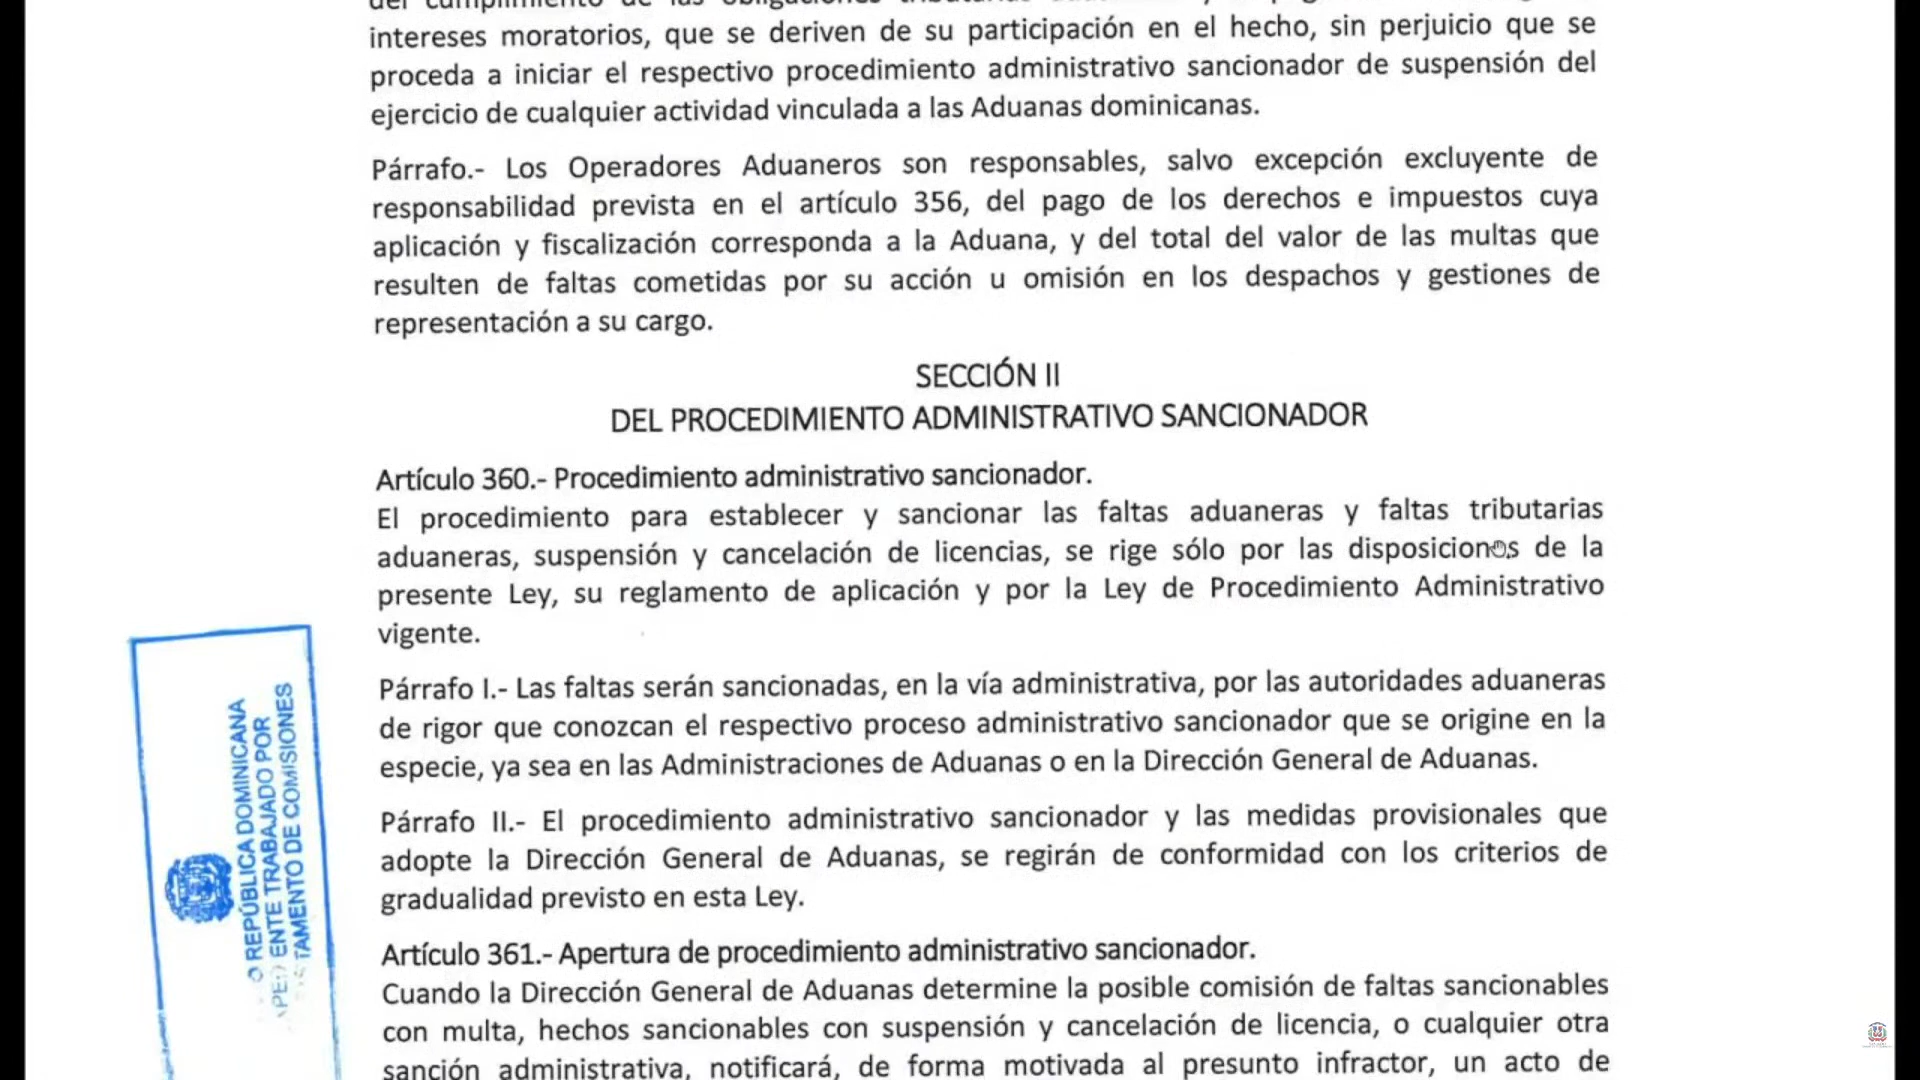 intereses moratorios, que se deriven de su participación en el hecho, sin perjuicio que se
proceda a iniciar el respectivo procedimiento administrativo sancionador de suspensión del
ejercicio de cualquier actividad vinculada a las Aduanas dominicanas.
Párrafo.- Los Operadores Aduaneros son responsables, salvo excepción excluyente de
responsabilidad prevista en el artículo 356, del pago de los derechos e impuestos cuya
aplicación y fiscalización corresponda a la Aduana, y del total del valor de las multas que
resulten de faltas cometidas por su acción u omisión en los despachos y gestiones de
representación a su cargo.
SECCIÓN II
DEL PROCEDIMIENTO ADMINISTRATIVO SANCIONADOR
Artículo 360.- Procedimiento administrativo sancionador.
El procedimiento para establecer y sancionar las faltas aduaneras y faltas tributarias
aduaneras, suspensión y cancelación de licencias, se rige sólo por las disposiciones de la
presente Ley, su reglamento de aplicación y por la Ley de Procedimiento Administrativo
vigente.
Párrafo I.- Las faltas serán sancionadas, en la vía administrativa, por las autoridades aduaneras
de rigor que conozcan el respectivo proceso administrativo sancionador que se origine en la
especie, ya sea en las Administraciones de Aduanas o en la Dirección General de Aduanas.
Párrafo II.- El procedimiento administrativo sancionador y las medidas provisionales que
adopte la Dirección General de Aduanas, se regirán de conformidad con los criterios de
gradualidad previsto en esta Ley.
Artículo 361.- Apertura de procedimiento administrativo sancionador.
Cuando la Dirección General de Aduanas determine la posible comisión de faltas sancionables
con multa, hechos sancionables con suspensión y cancelación de licencia, o cualquier otra
sanción administrativa, notificará, de forma motivada al presunto infractor, un acto de
REPÚBLICA DOMINICANA
ENTE TRABAJADO POR
TAMENTO DE COMISIONES